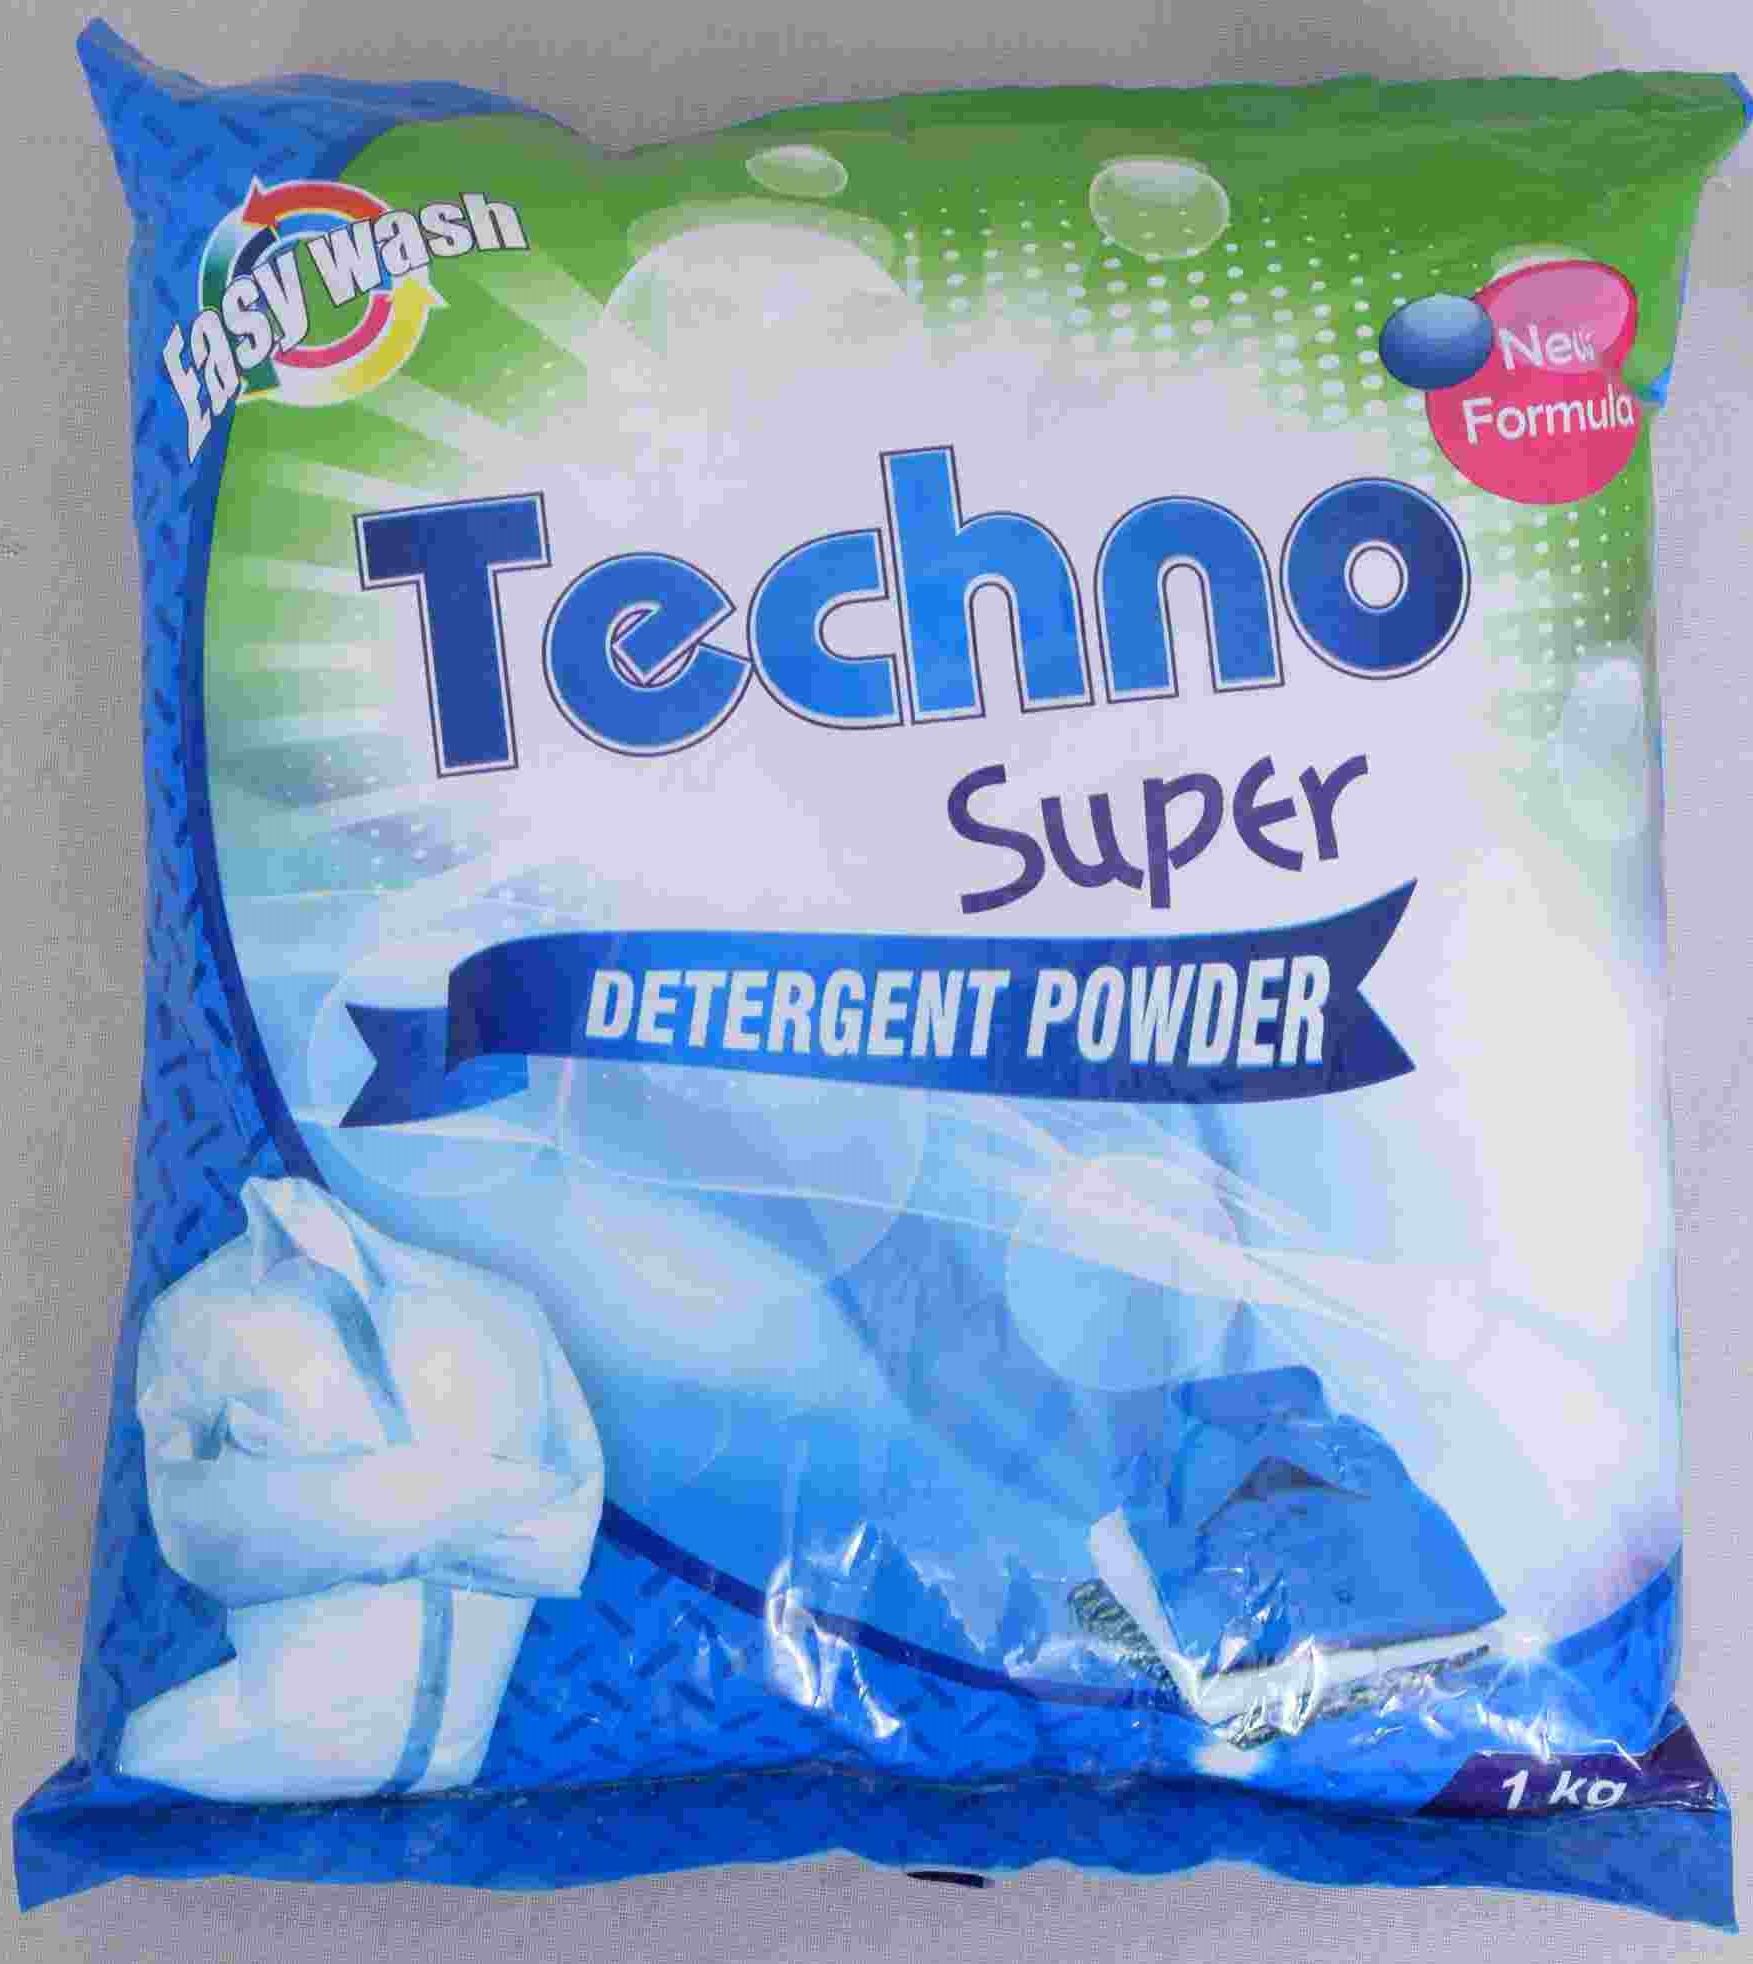 Easy wash
New
Formula
Techno
Super
DETERGENT POWDER
1 kg